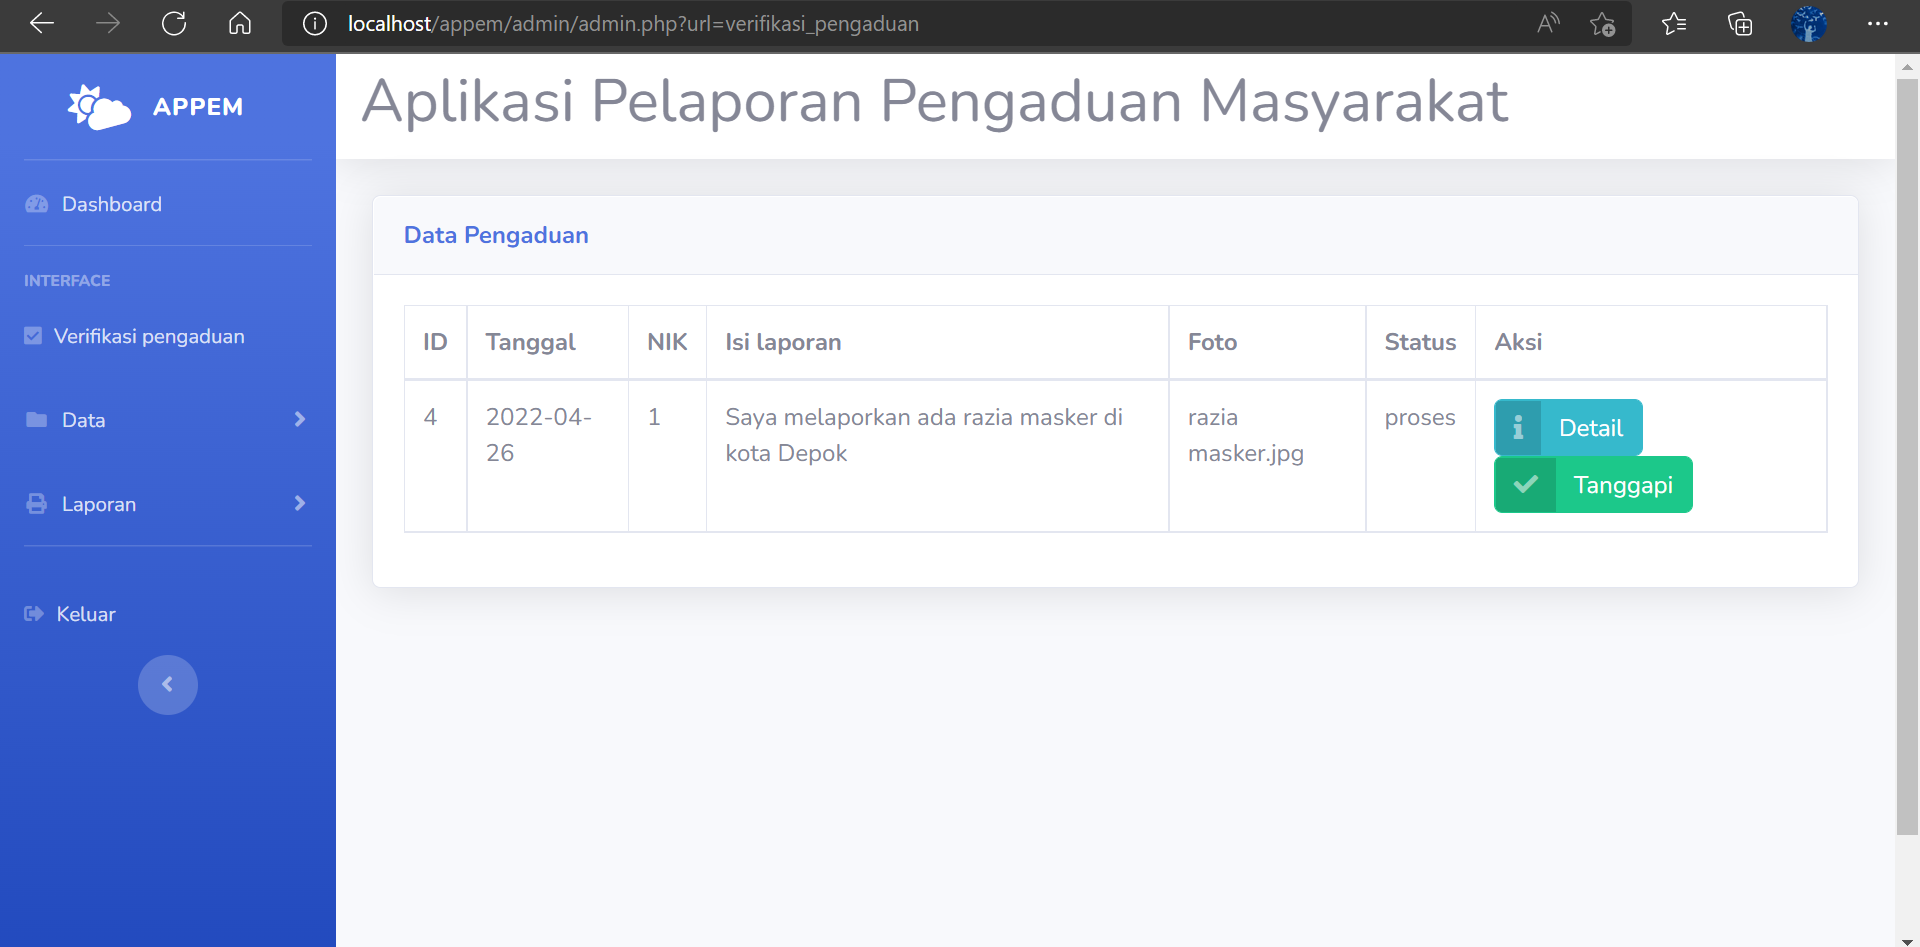 localhost/appem/admin/admin.php?url=verifikasi_pengaduan
APPEM
Dashboard
INTERFACE
Verifikasi pengaduan
Data
Laporan
Keluar
Aplikasi Pelaporan Pengaduan Masyarakat
Data Pengaduan
ID Tanggal NIK Isi laporan Foto Status Aksi
4 2022-04- 1 Saya melaporkan ada razia masker di razia proses Detail
26 kota Depok masker.jpg
Tanggapi